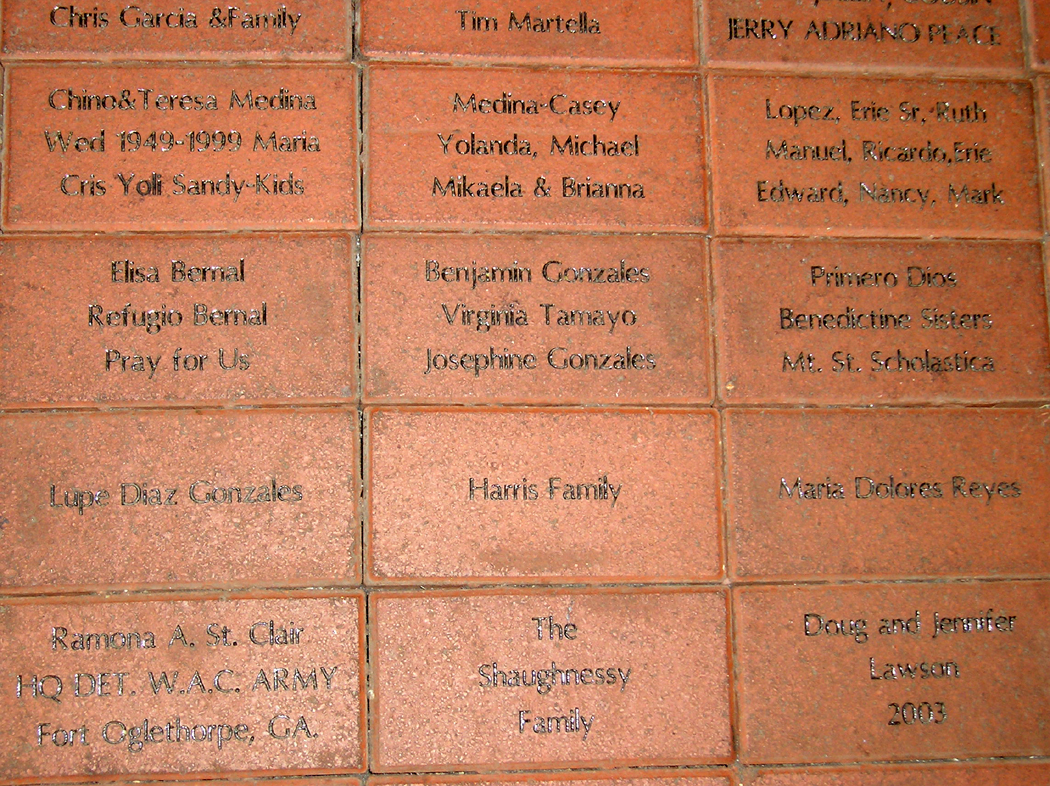 Chris Garcia &Family
Tim Martella
JERRY ADRIANO PEACE
Chino&Teresa Medina
Wed 1949-1999 Maria
Cris Yoli Sandy-Kids
Medina-Casey
Yolanda, Michael
Mikaela & Brianna
Lopez, Erie Sr.-Ruth
Manuel, Ricardo,Erie
Edward, Nancy, Mark
Elisa Bernal
Refugio Bernal
Pray for Us
Benjamin Gonzales
Virginia Tamayo
Josephine Gonzales
Primero Dios
Benedictine Sisters
Mt. St. Scholastica
Lupe Diaz Gonzales
Harris Family
Maria Dolores Reyes
Ramona A. St. Clair
HQ DET. W.A.C. ARMY
Fort Oglethorpe, GA.
The
Shaughnessy
Family
Doug and Jennifer
Lawson
2003